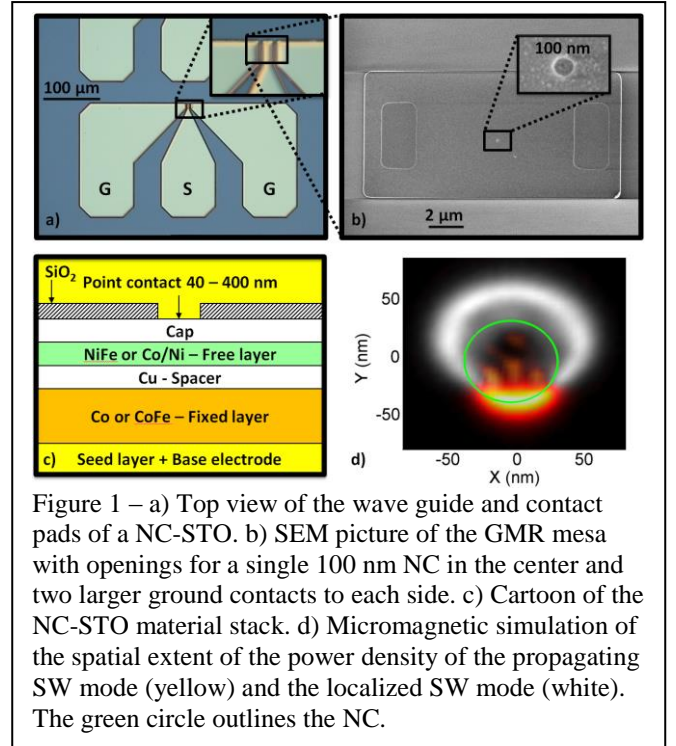 100 µm
G
S
G
a)
100 nm
2 µm
b)
SiO2
Point contact 40 – 400 nm
Cap
NiFe or Co/Ni – Free layer
Cu - Spacer
Co or CoFe – Fixed layer
c)
Seed layer + Base electrode
50
0
-50
Y (nm)
-50
0
50
d)
X (nm)
Figure 1 – a) Top view of the wave guide and contact
pads of a NC-STO. b) SEM picture of the GMR mesa
with openings for a single 100 nm NC in the center and
two larger ground contacts to each side. c) Cartoon of the
NC-STO material stack. d) Micromagnetic simulation of
the spatial extent of the power density of the propagating
SW mode (yellow) and the localized SW mode (white).
The green circle outlines the NC.